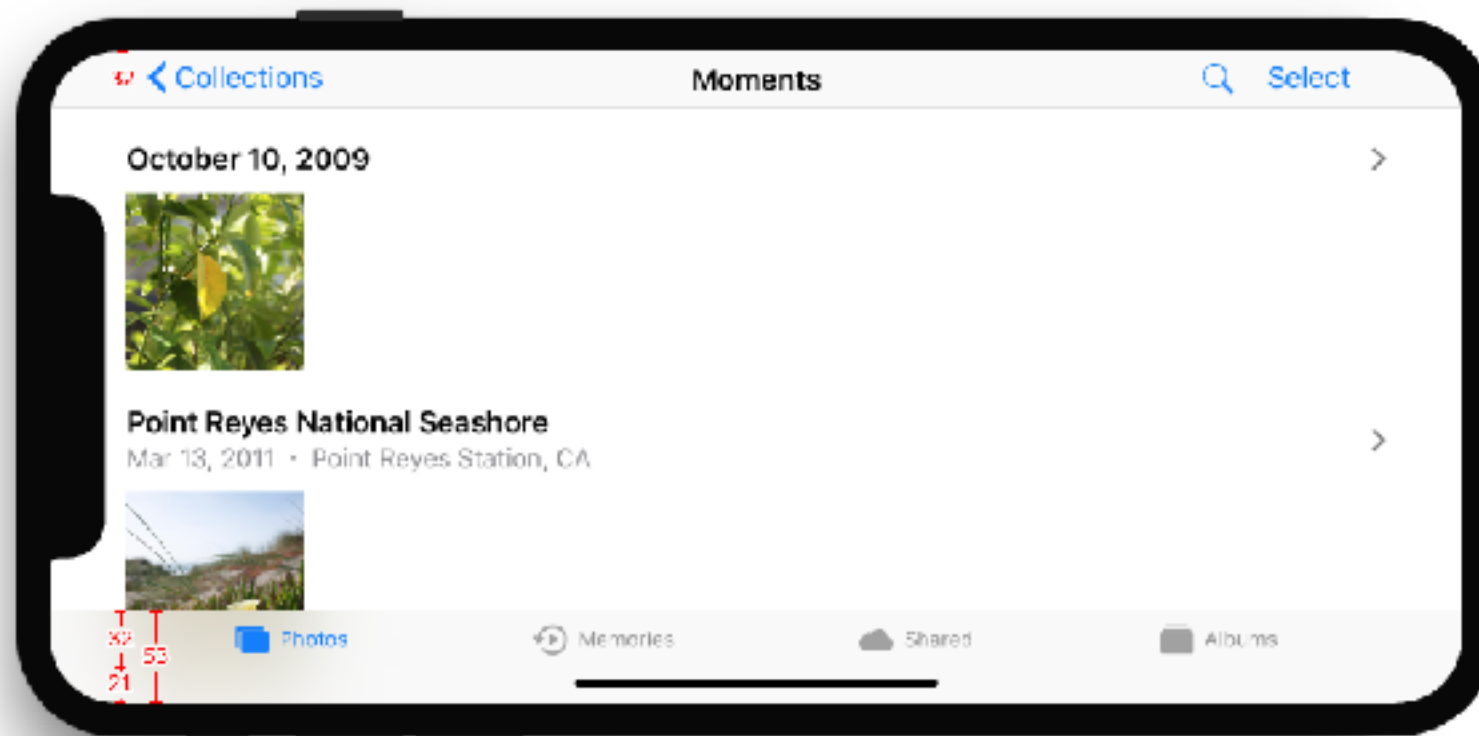 32 Collections Moments Select
October 10, 2009
Point Reyes National Seashore
Mar 13, 2011 • Point Reyes Station, CA
32 53 Photos Memories Shared Albums
21